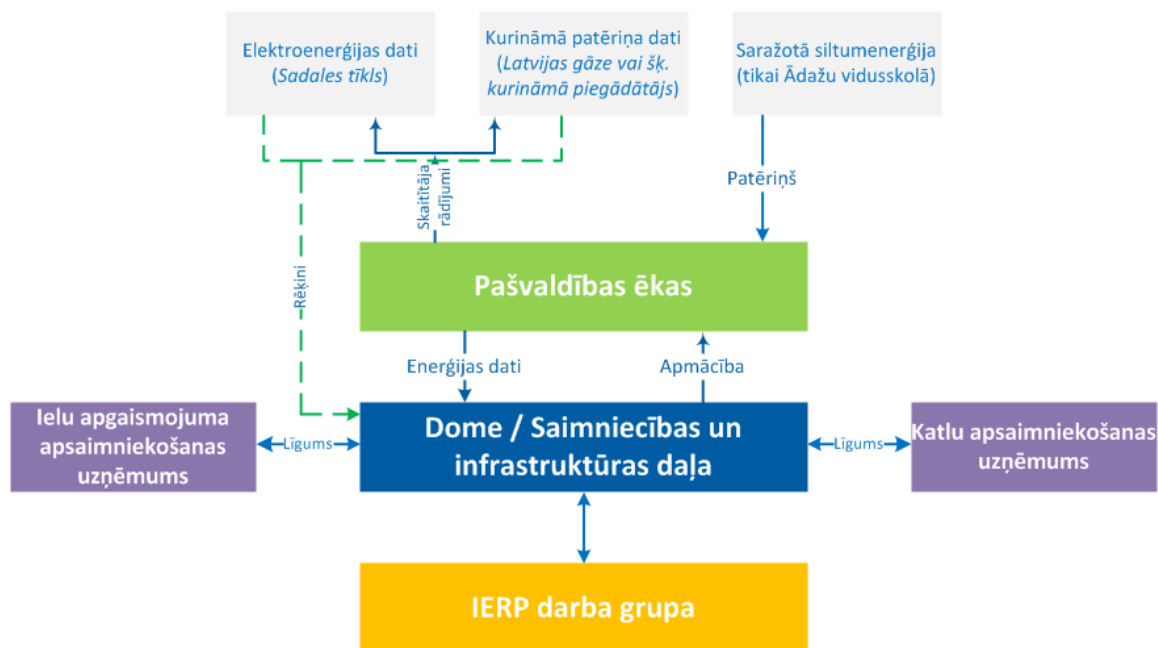 Elektroenerģijas dati
(Sadales tīkls)
Kurināmā patēriņa dati
(Latvijas gāze vai šķ.
kurināmā piegādātājs)
Saražotā siltumenerģija
(tikai Ādažu vidusskolā)
Skaitītāja
rādījumi
Patēriņš
Rēķini
Pašvaldības ēkas
Enerģijas dati
Apmācība
Ielu apgaismojuma
apsaimniekošanas
uzņēmums
Līgums
Dome / Saimniecības un
infrastruktūras daļa
Līgums
Katlu apsaimniekošanas
uzņēmums
IERP darba grupa